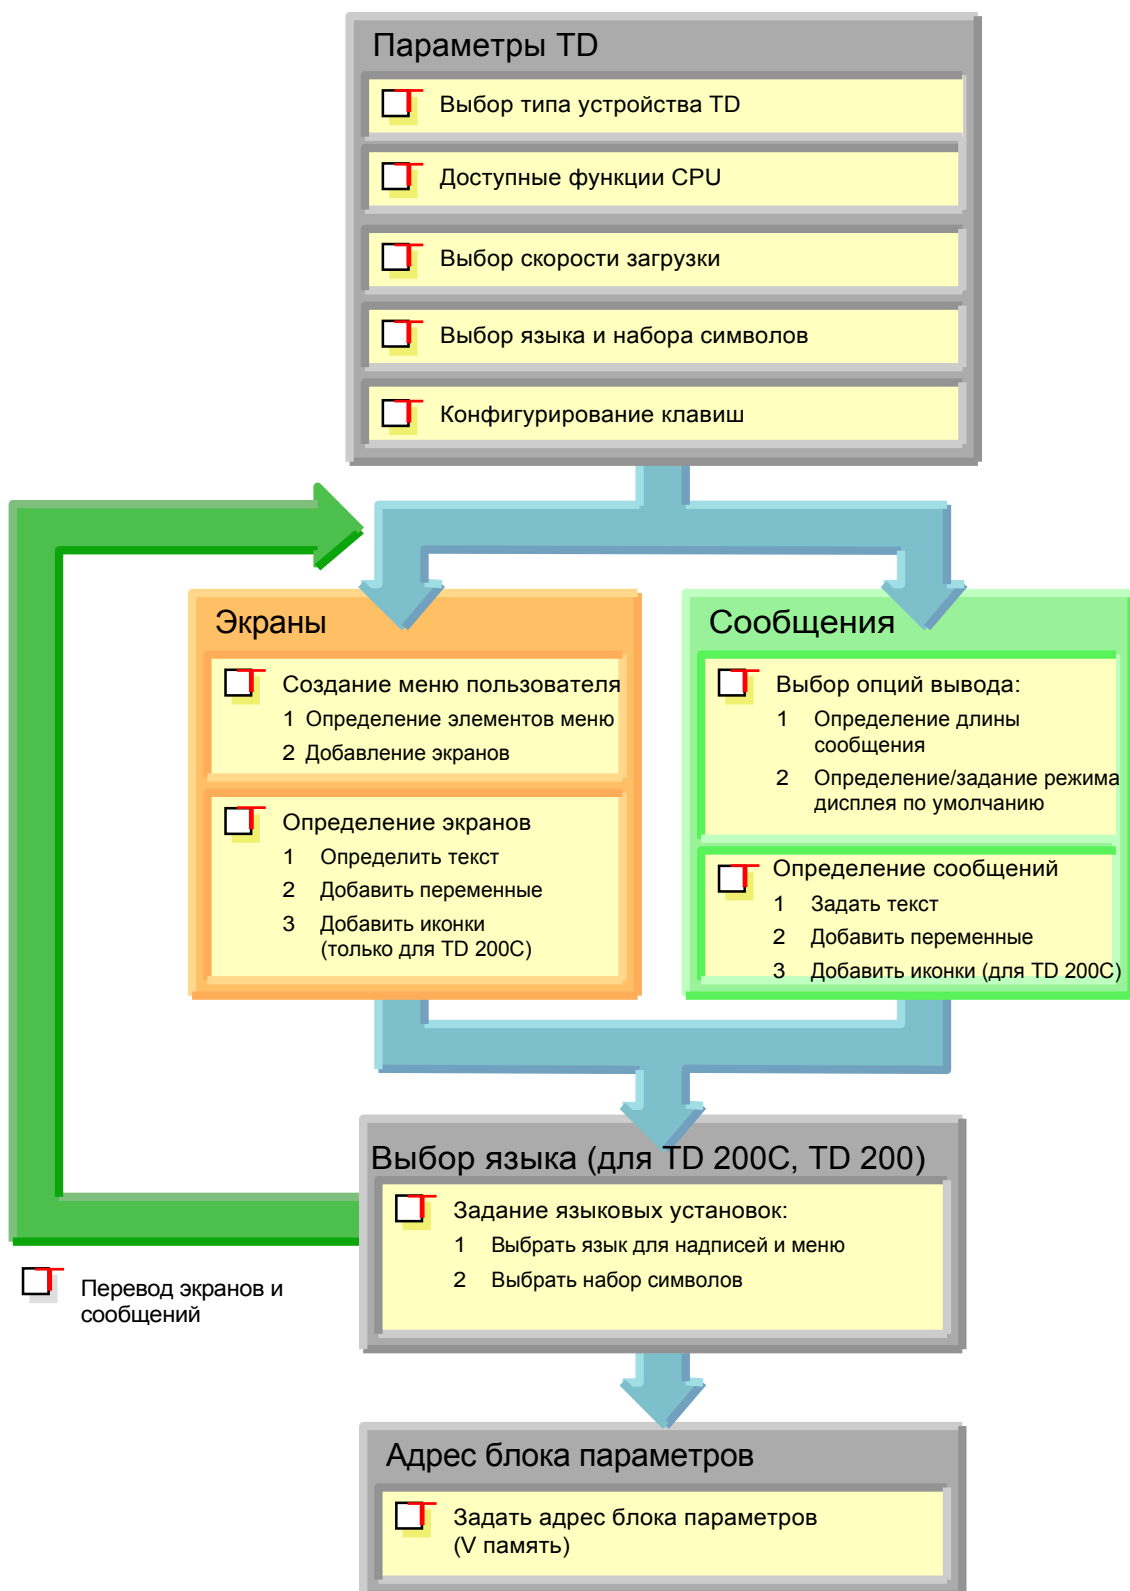 Параметры TD
Выбор типа устройства TD
Доступные функции CPU
Выбор скорости загрузки
Выбор языка и набора символов
Конфигурирование клавиш
Экраны
Создание меню пользователя
1 Определение элементов меню
2 Добавление экранов
Определение экранов
1 Определить текст
2 Добавить переменные
3 Добавить иконки
(только для TD 200C)
Сообщения
Выбор опций вывода:
1 Определение длины
сообщения
2 Определение/задание режима
дисплея по умолчанию
Определение сообщений
1 Задать текст
2 Добавить переменные
3 Добавить иконки (для TD 200C)
Выбор языка (для TD 200C, TD 200)
Задание языковых установок:
1 Выбрать язык для надписей и меню
2 Выбрать набор символов
Перевод экранов и
сообщений
Адрес блока параметров
Задать адрес блока параметров
(V память)